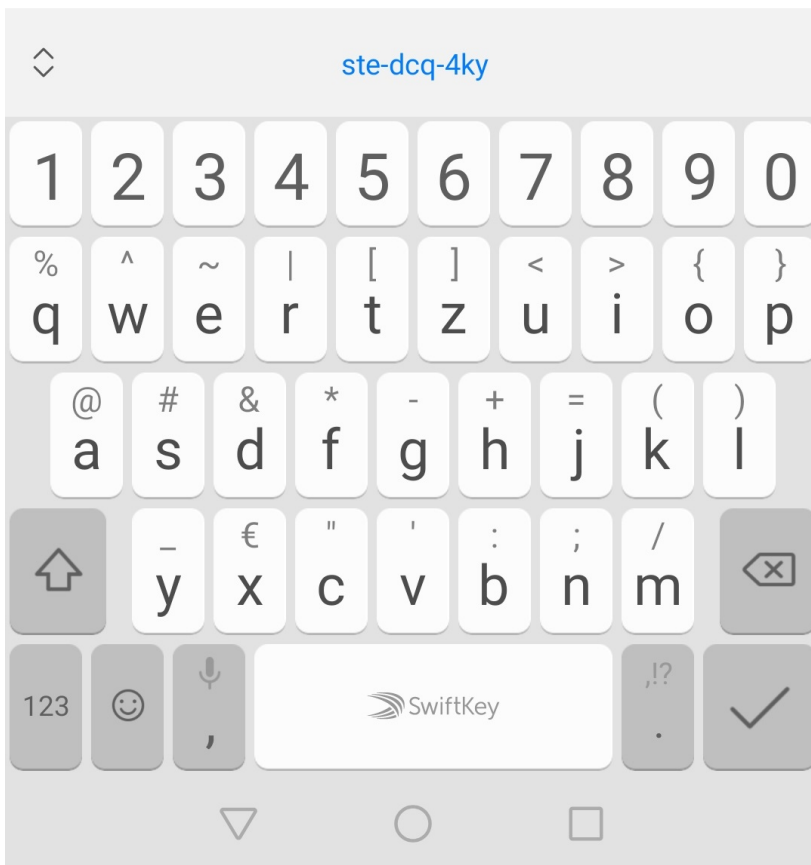 ste-dcq-4ky
1 2 3 4 5 6 7 8 9 0
% ^ ~ | [ ] < > { }
q w e r t z u i o p
@ # & * - + = ( )
a s d f g h j k l
_ € " ' : ; /
y x c v b n m
,!?
123 , SwiftKey .